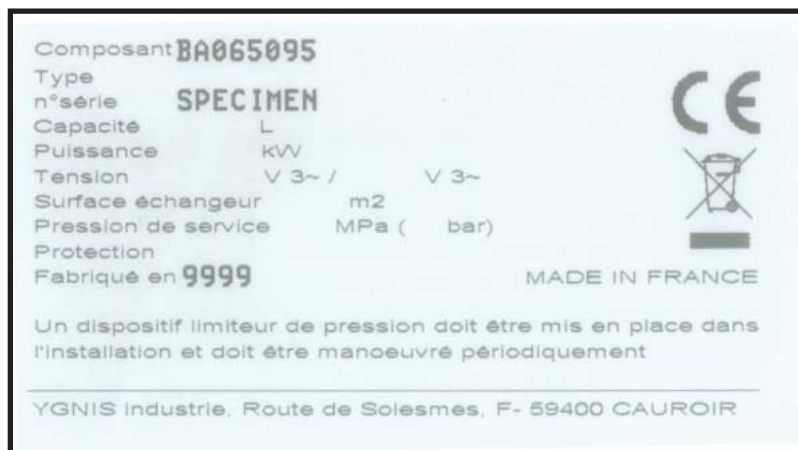 Composant BA065095
Type
n°série SPECIMEN
CE
Capacité L
Puissance kW
Tension V 3~ / V 3~
Surface échangeur m2
Pression de service MPa ( bar)
Protection
Fabriqué en 9999 MADE IN FRANCE
Un dispositif limiteur de pression doit être mis en place dans
l'installation et doit être manoeuvré périodiquement
YGNIS Industrie, Route de Solesmes, F- 59400 CAUROIR